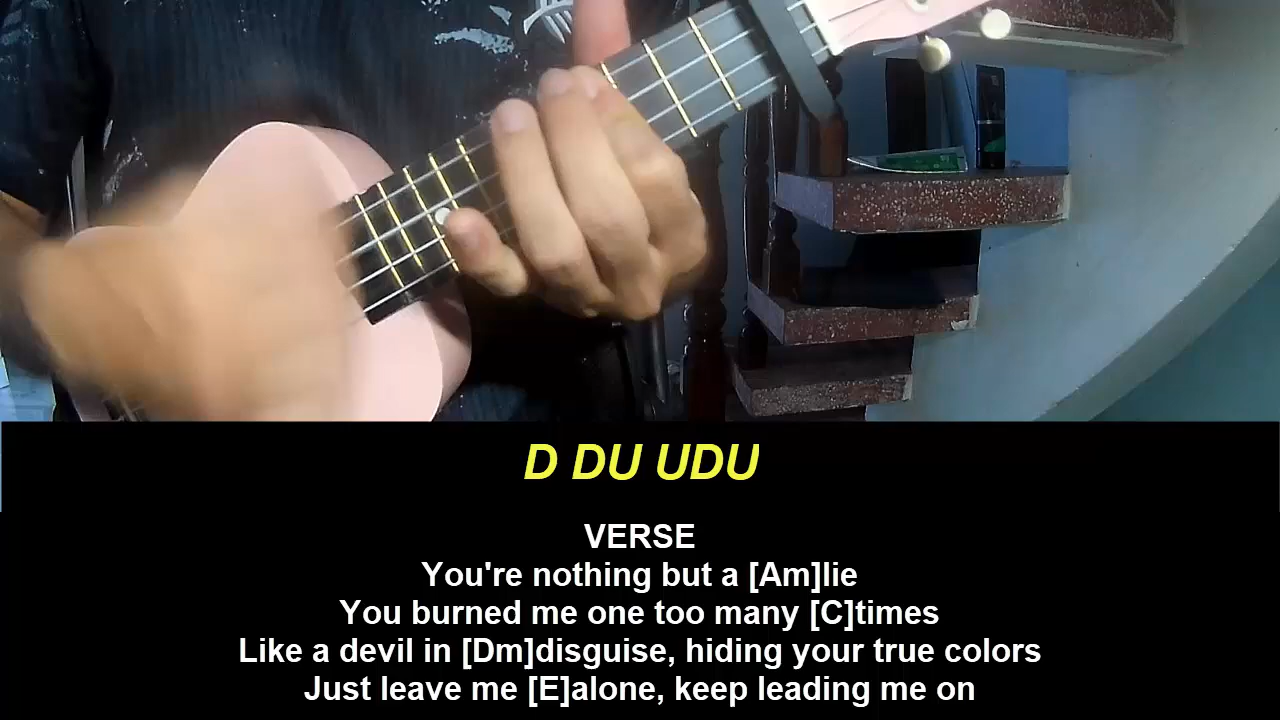 D DU UDU
VERSE
You're nothing but a [Am]lie
You burned me one too many [C]times
Like a devil in [Dm]disguise, hiding your true colors
Just leave me [E]alone, keep leading me on